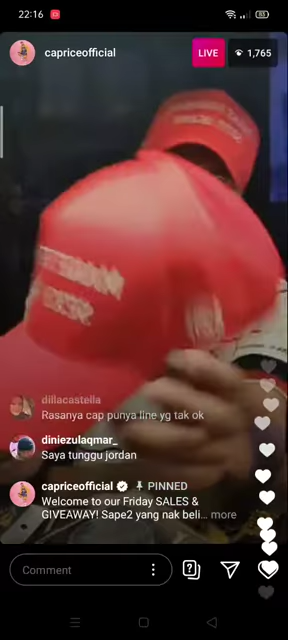 22:16
83
capriceofficial
LIVE
1,765
dillacastella
Rasanya cap punya line yg tak ok
diniezulaqmar_
Saya tunggu jordan
capriceofficial
PINNED
Welcome to our Friday SALES &
GIVEAWAY! Sape2 yang nak beli... more
Comment